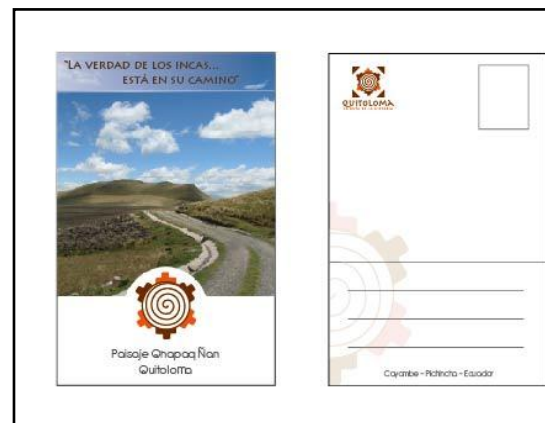 "LA VERDAD DE LOS INCAS...
ESTÁ EN SU CAMINO"
Paisaje Qhapaq Ñan
Quitoloma
QUITOLOMA
Cayambe - Pichincha - Ecuador